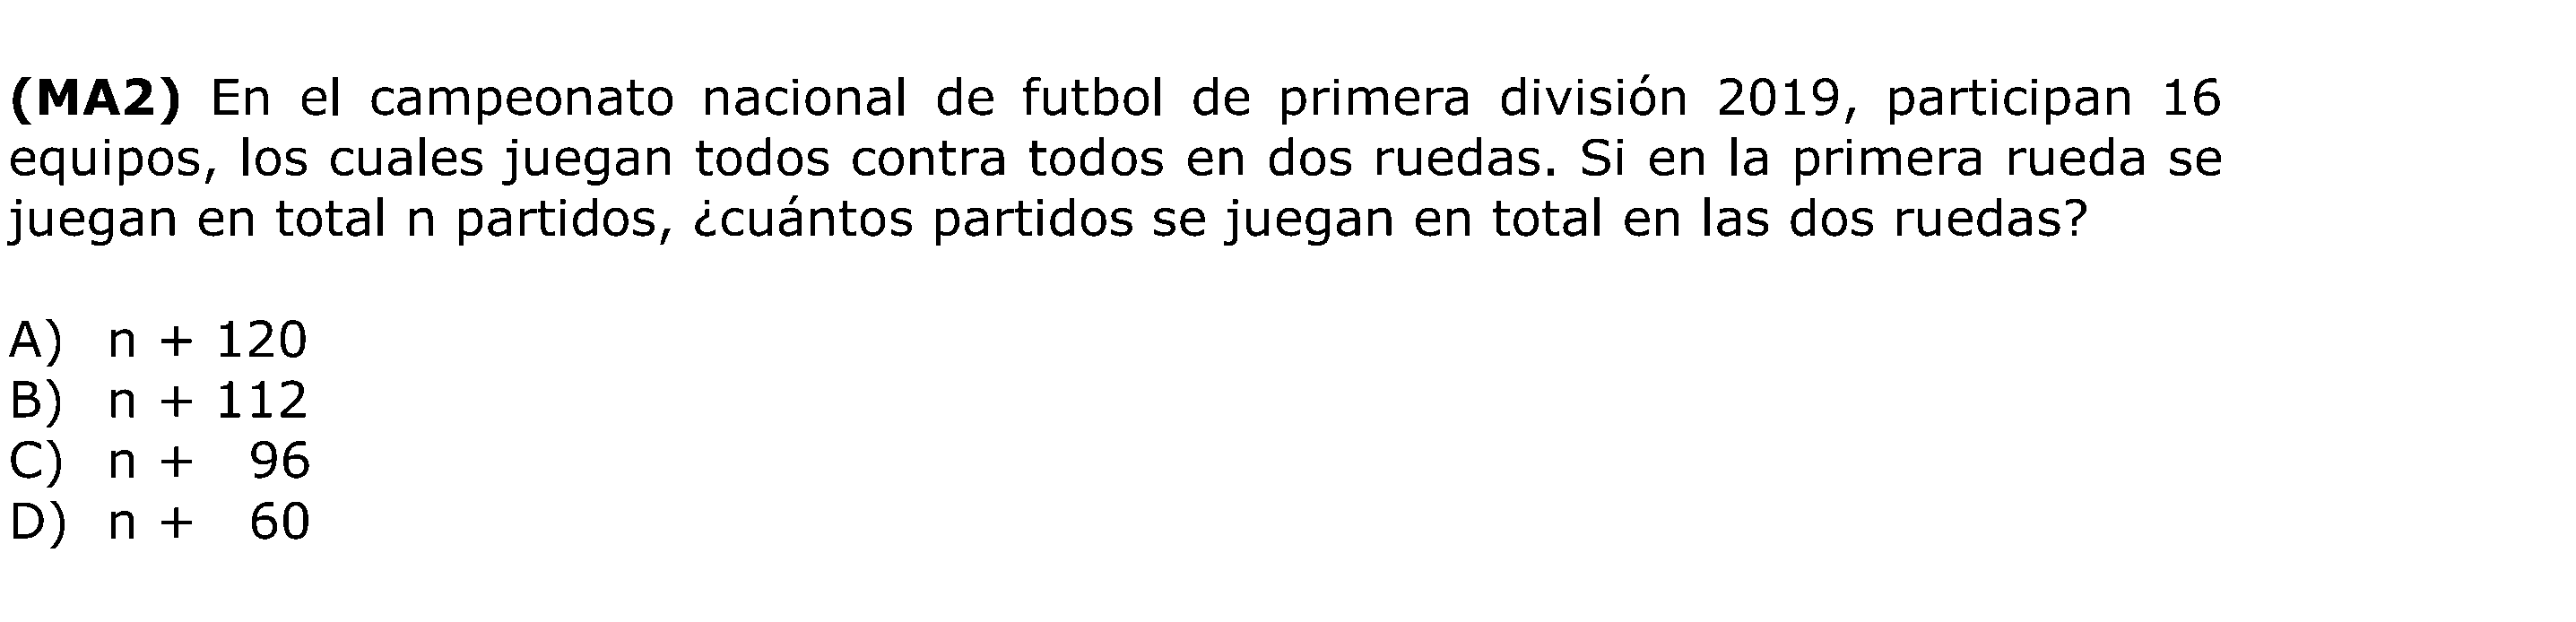 (MA2) En el campeonato nacional de futbol de primera división 2019, participan 16
equipos, los cuales juegan todos contra todos en dos ruedas. Si en la primera rueda se
juegan en total n partidos, ¿cuántos partidos se juegan en total en las dos ruedas?
A) n + 120
B) n + 112
C) n + 96
D) n + 60